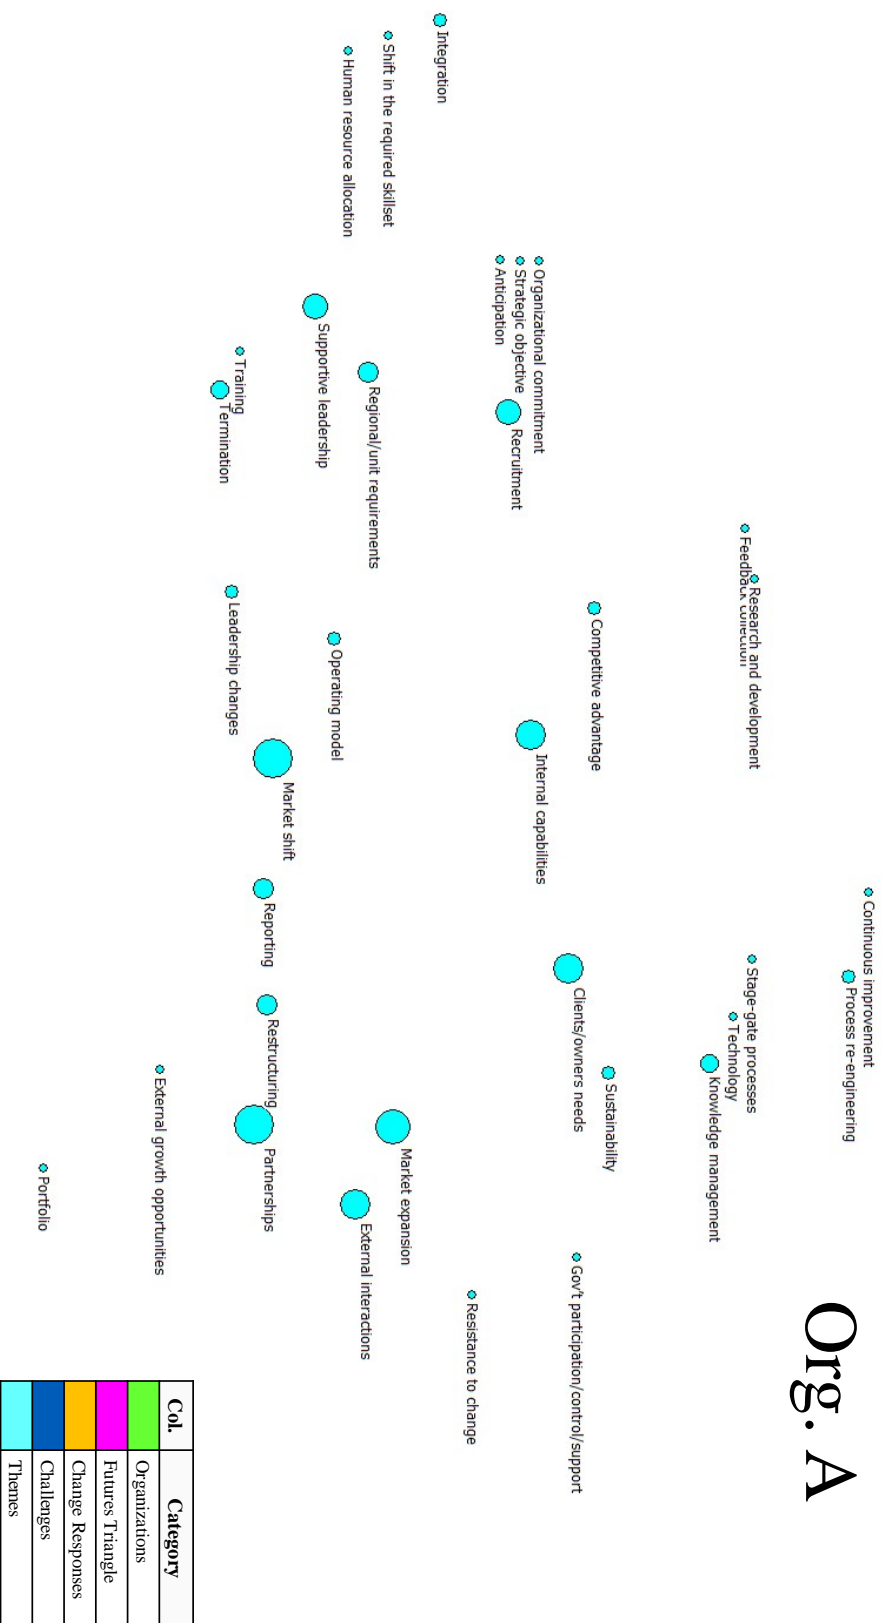 Org. A
Continuous improvement
Process re-engineering
Research and development
Feedback collection
Stage-gate processes
Technology
Knowledge management
Sustainability
Competitive advantage
Gov't participation/control/support
Clients/owners needs
Internal capabilities
Organizational commitment
Strategic objective
Recruitment
Anticipation
Resistance to change
Integration
Market expansion
Shift in the required skillset
Regional/unit requirements
External interactions
Human resource allocation
Operating model
Supportive leadership
Market shift
Restructuring
Reporting
Partnerships
Training
Leadership changes
Termination
External growth opportunities
Portfolio
Col. Category
Organizations
Futures Triangle
Change Responses
Challenges
Themes